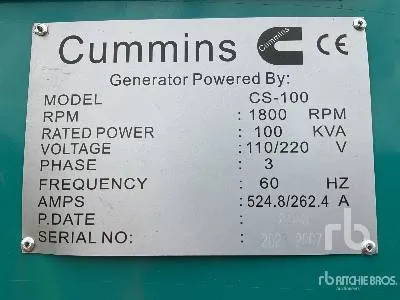 Cummins Cummins CE
Generator Powered By:
MODEL CS-100
RPM : 1800 RPM
RATED POWER : 100 KVA
VOLTAGE : 110/220 V
PHASE : 3
FREQUENCY : 60 HZ
AMPS : 524.8/262.4 A
P.DATE :
SERIAL NO: :
rb
RITCHIE BROS.